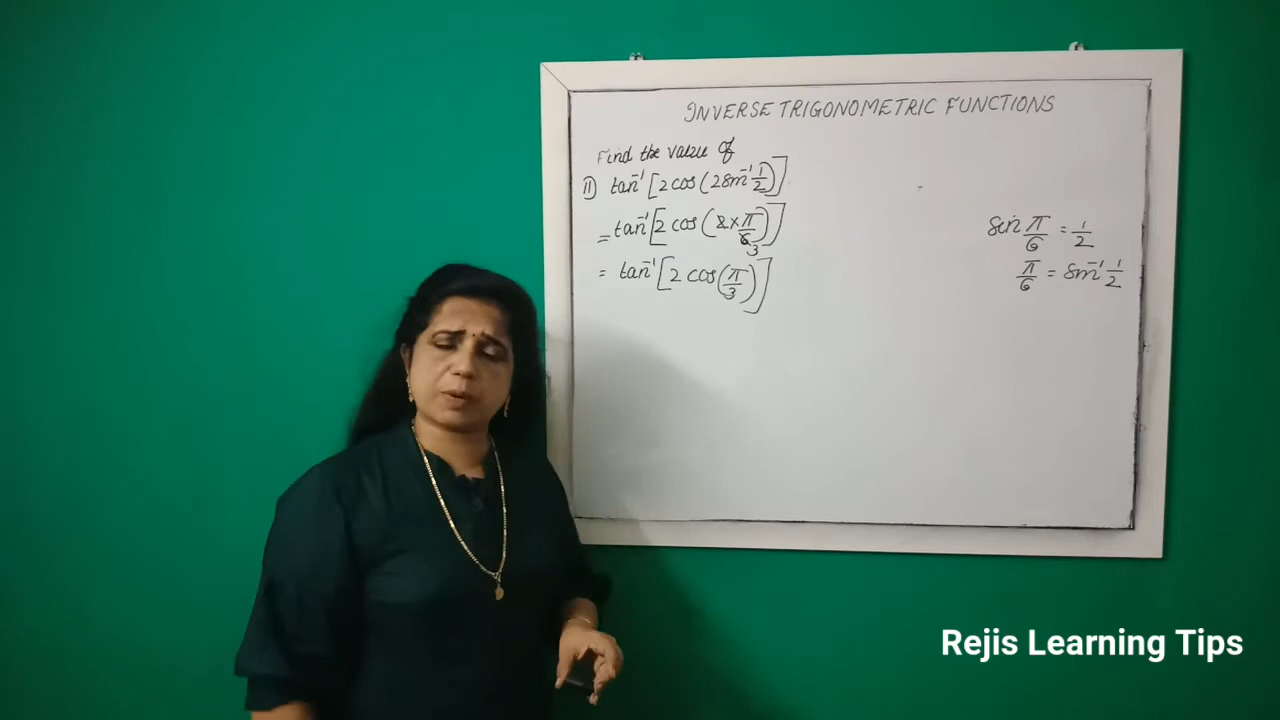 INVERSE TRIGONOMETRIC FUNCTIONS
Find the value of
11) tan⁻¹ [2 cos (2 sin⁻¹ 1/2)]
= tan⁻¹ [2 cos (2 × π/6 3)]
= tan⁻¹ [2 cos (π/3)]
sin π/6 = 1/2
π/6 = sin⁻¹ 1/2
Rejis Learning Tips